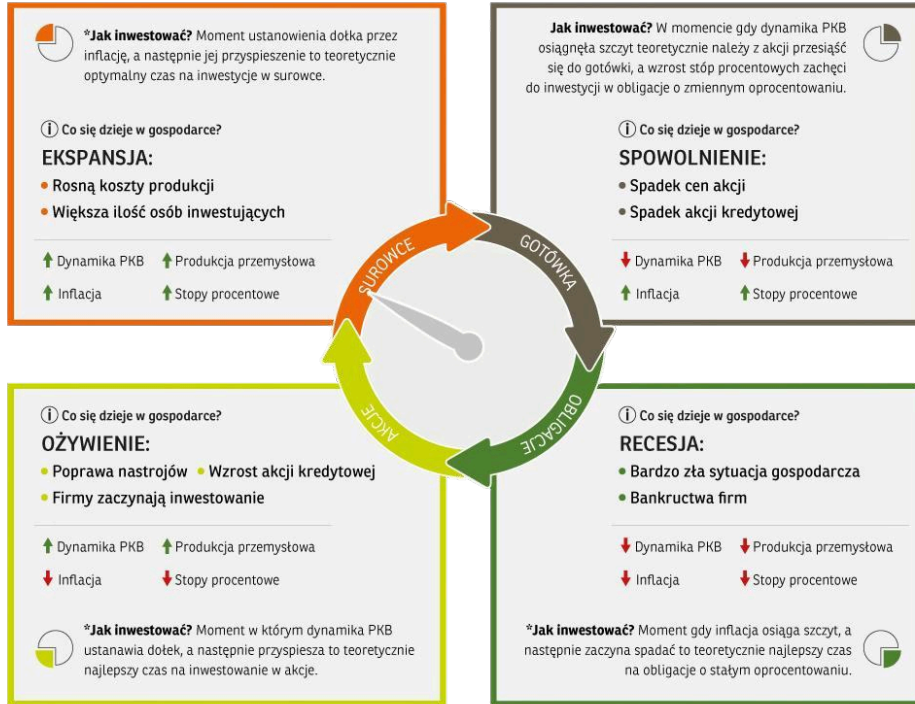 *Jak inwestować? Moment ustanowienia dołka przez
inflację, a następnie jej przyspieszenie to teoretycznie
optymalny czas na inwestycje w surowce.
i Co się dzieje w gospodarce?
EKSPANSJA:
• Rosną koszty produkcji
• Większa ilość osób inwestujących
Dynamika PKB Produkcja przemysłowa
Inflacja Stopy procentowe
Jak inwestować? W momencie gdy dynamika PKB
osiągnęła szczyt teoretycznie należy z akcji przesiąść
się do gotówki, a wzrost stóp procentowych zachęci
do inwestycji w obligacje o zmiennym oprocentowaniu.
i Co się dzieje w gospodarce?
SPOWOLNIENIE:
• Spadek cen akcji
• Spadek akcji kredytowej
Dynamika PKB Produkcja przemysłowa
Inflacja Stopy procentowe
SUROWCE
GOTÓWKA
AKCJE
OBLIGACJE
i Co się dzieje w gospodarce?
OŻYWIENIE:
• Poprawa nastrojów • Wzrost akcji kredytowej
• Firmy zaczynają inwestowanie
Dynamika PKB Produkcja przemysłowa
Inflacja Stopy procentowe
*Jak inwestować? Moment w którym dynamika PKB
ustanawia dołek, a następnie przyspiesza to teoretycznie
najlepszy czas na inwestowanie w akcje.
i Co się dzieje w gospodarce?
RECESJA:
• Bardzo zła sytuacja gospodarcza
• Bankructwa firm
Dynamika PKB Produkcja przemysłowa
Inflacja Stopy procentowe
*Jak inwestować? Moment gdy inflacja osiąga szczyt, a
następnie zaczyna spadać to teoretycznie najlepszy czas
na obligacje o stałym oprocentowaniu.